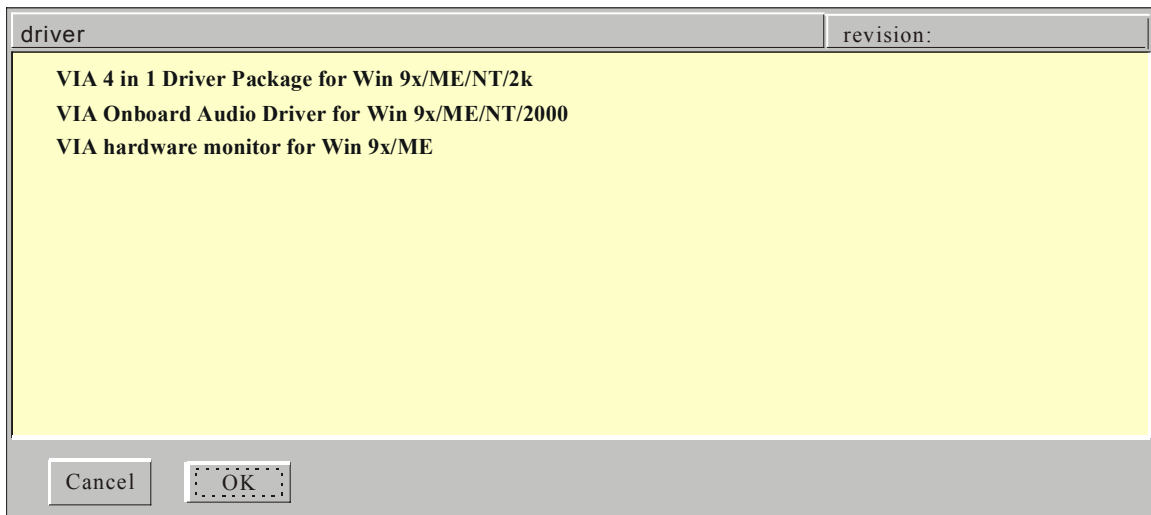 driver
revision:
VIA 4 in 1 Driver Package for Win 9x/ME/NT/2k
VIA Onboard Audio Driver for Win 9x/ME/NT/2000
VIA hardware monitor for Win 9x/ME
Cancel
OK